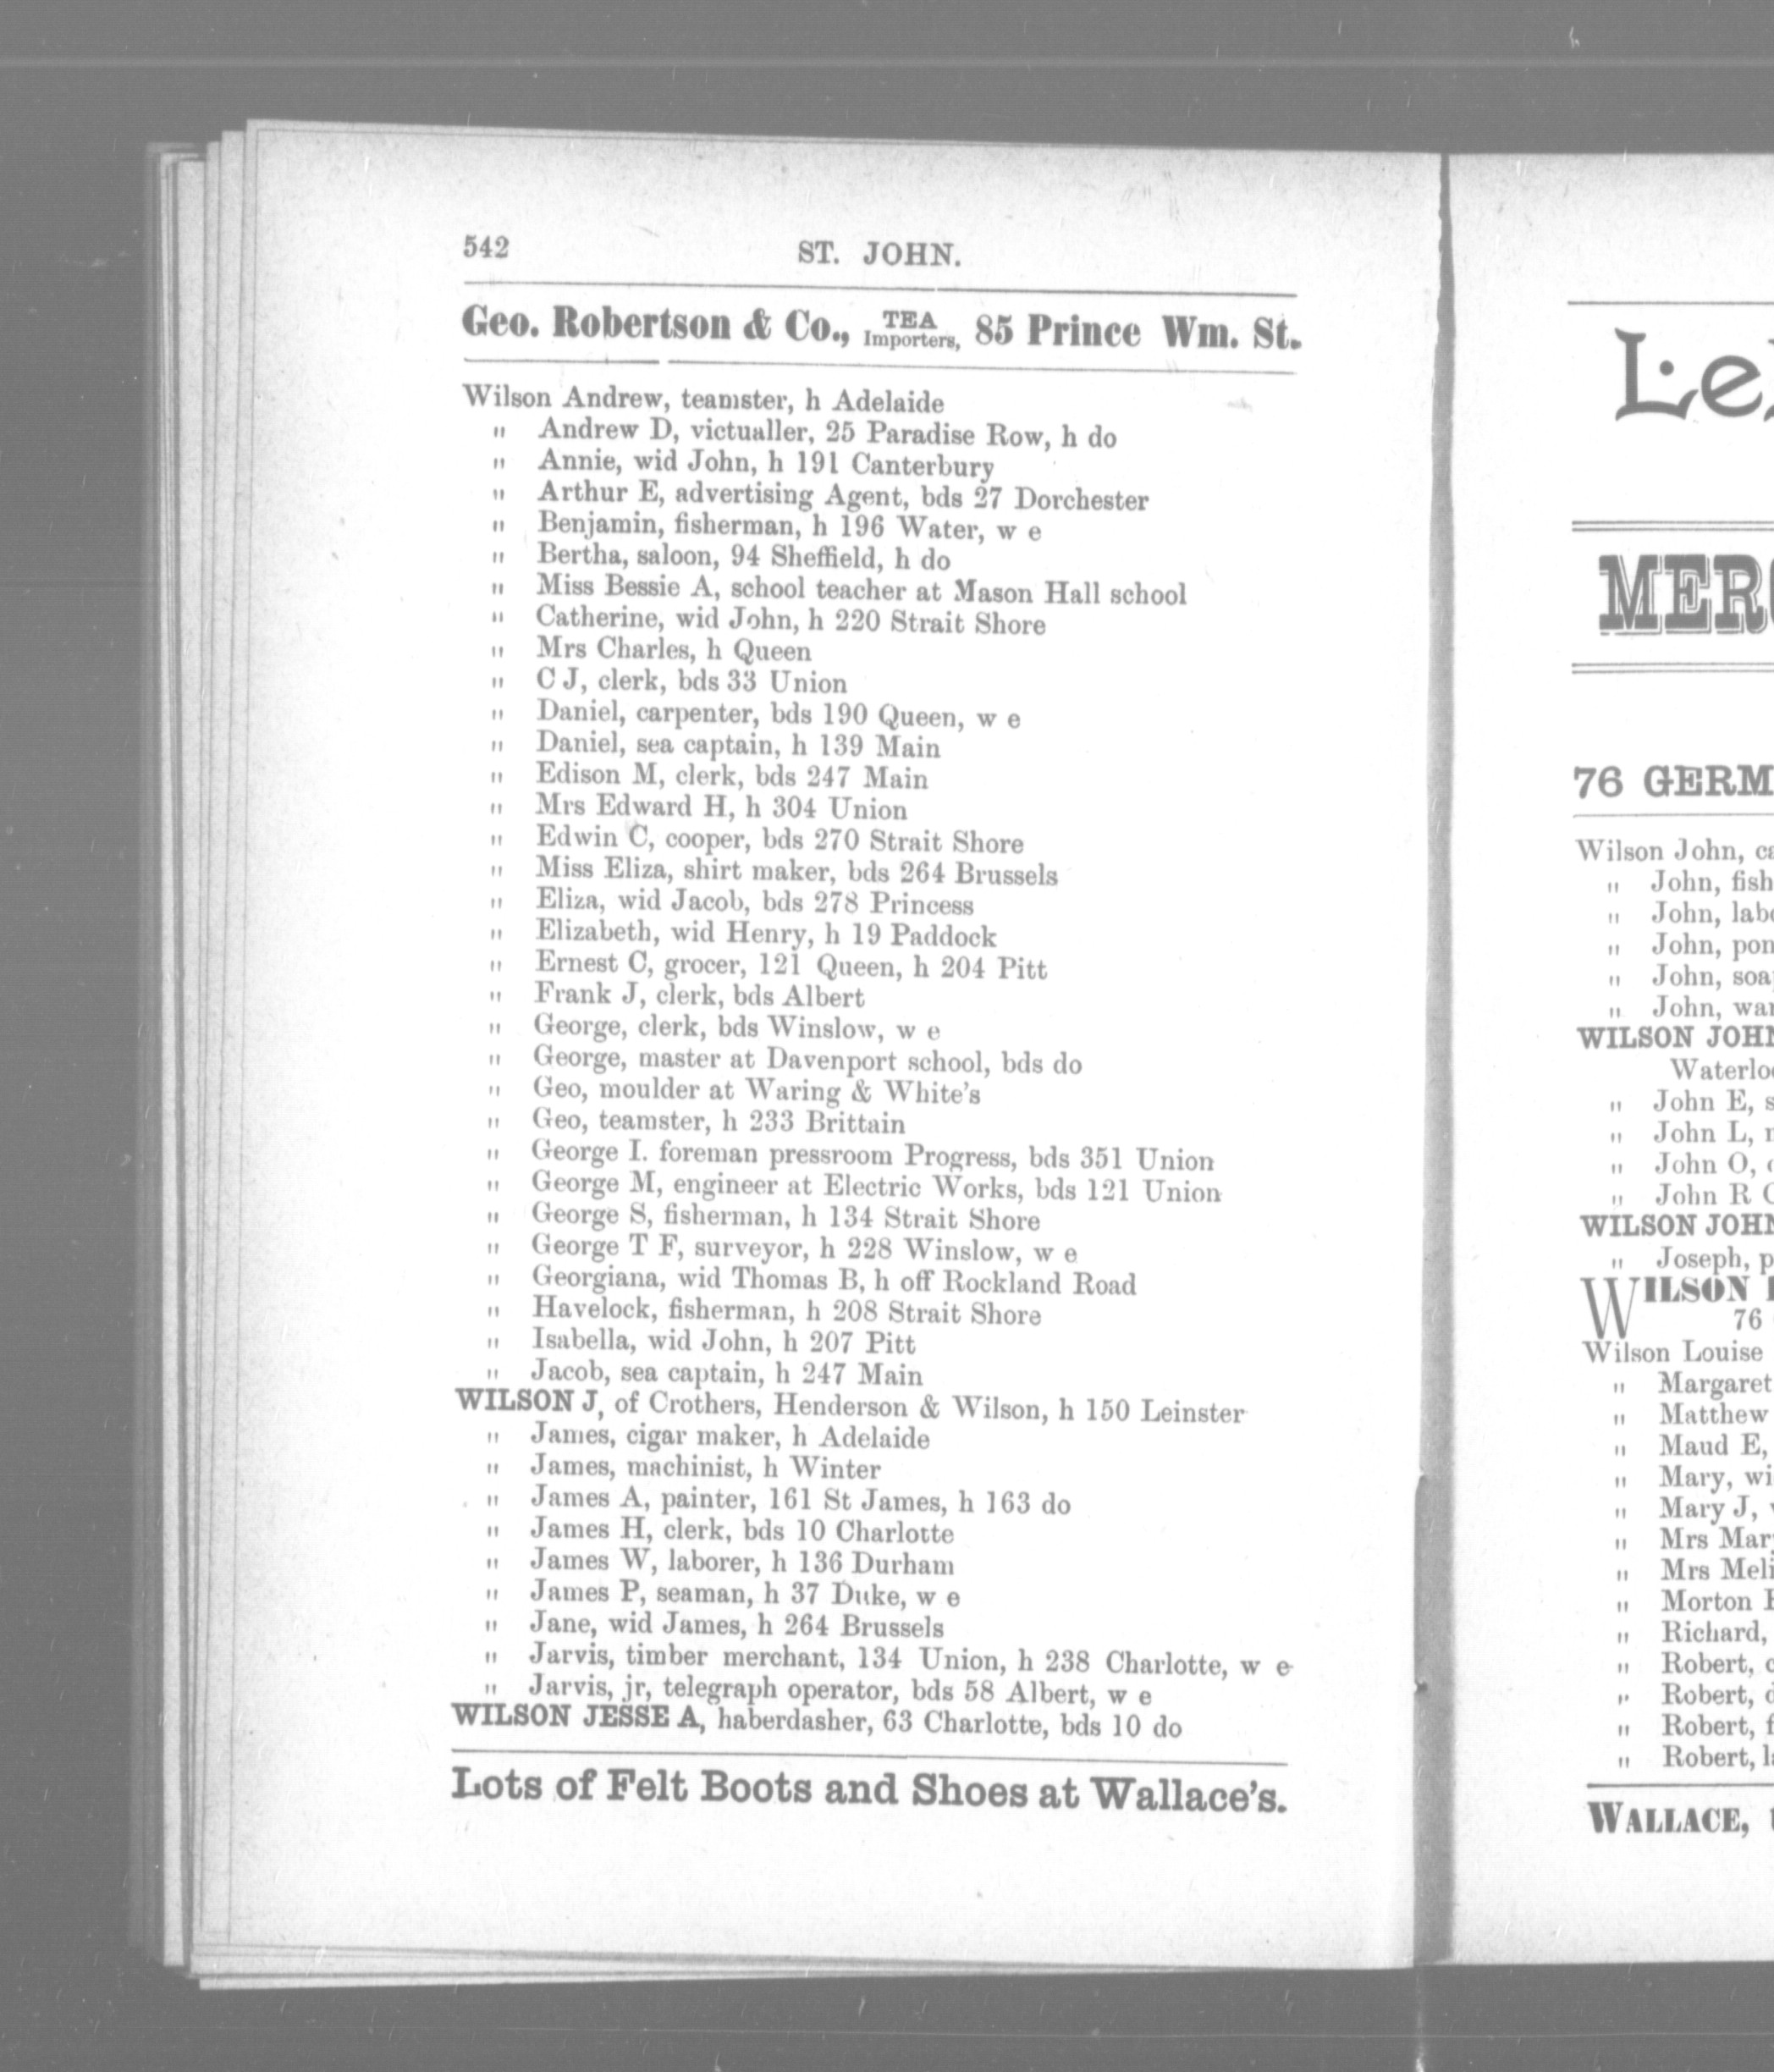 542
ST. JOHN.
Geo. Robertson & Co., TEA Importers, 85 Prince Wm. St.
Wilson Andrew, teamster, h Adelaide
" Andrew D, victualler, 25 Paradise Row, h do
" Annie, wid John, h 191 Canterbury
" Arthur E, advertising Agent, bds 27 Dorchester
" Benjamin, fisherman, h 196 Water, w e
" Bertha, saloon, 94 Sheffield, h do
" Miss Bessie A, school teacher at Mason Hall school
" Catherine, wid John, h 220 Strait Shore
" Mrs Charles, h Queen
" C J, clerk, bds 33 Union
" Daniel, carpenter, bds 190 Queen, w e
" Daniel, sea captain, h 139 Main
" Edison M, clerk, bds 247 Main
" Mrs Edward H, h 304 Union
" Edwin C, cooper, bds 270 Strait Shore
" Miss Eliza, shirt maker, bds 264 Brussels
" Eliza, wid Jacob, bds 278 Princess
" Elizabeth, wid Henry, h 19 Paddock
" Ernest C, grocer, 121 Queen, h 204 Pitt
" Frank J, clerk, bds Albert
" George, clerk, bds Winslow, w e
" George, master at Davenport school, bds do
" Geo, moulder at Waring & White's
" Geo, teamster, h 233 Brittain
" George I. foreman pressroom Progress, bds 351 Union
" George M, engineer at Electric Works, bds 121 Union
" George S, fisherman, h 134 Strait Shore
" George T F, surveyor, h 228 Winslow, w e
" Georgiana, wid Thomas B, h off Rockland Road
" Havelock, fisherman, h 208 Strait Shore
" Isabella, wid John, h 207 Pitt
" Jacob, sea captain, h 247 Main
WILSON J, of Crothers, Henderson & Wilson, h 150 Leinster
" James, cigar maker, h Adelaide
" James, machinist, h Winter
" James A, painter, 161 St James, h 163 do
" James H, clerk, bds 10 Charlotte
" James W, laborer, h 136 Durham
" James P, seaman, h 37 Duke, w e
" Jane, wid James, h 264 Brussels
" Jarvis, timber merchant, 134 Union, h 238 Charlotte, w e
" Jarvis, jr, telegraph operator, bds 58 Albert, w e
WILSON JESSE A, haberdasher, 63 Charlotte, bds 10 do
Lots of Felt Boots and Shoes at Wallace's.
76 GERM
Wilson John, ca
" John, fish
" John, labo
" John, pon
" John, soa
" John, war
WILSON JOHN
Waterloo
" John E, s
" John L,
" John O,
" John R
WILSON JOHN
" Joseph, p
WILSON
76
Wilson Louise
" Margaret
" Matthew
" Maud E,
" Mary, wi
" Mary J,
" Mrs Mary
" Mrs Meli
" Morton
" Richard,
" Robert, c
" Robert, d
" Robert, f
" Robert, la
WALLACE,